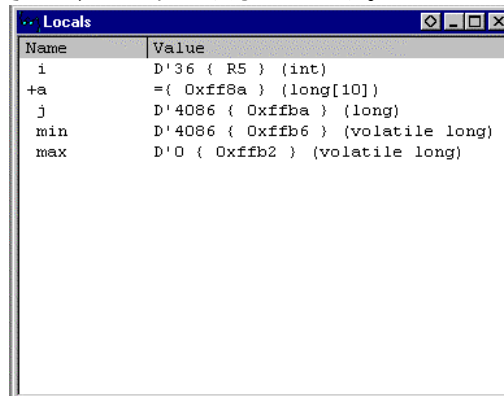 Locals
Name Value
i D'36 { R5 } (int)
+a ={ 0xff8a } (long[10])
j D'4086 { 0xffba } (long)
min D'4086 { 0xffb6 } (volatile long)
max D'0 { 0xffb2 } (volatile long)